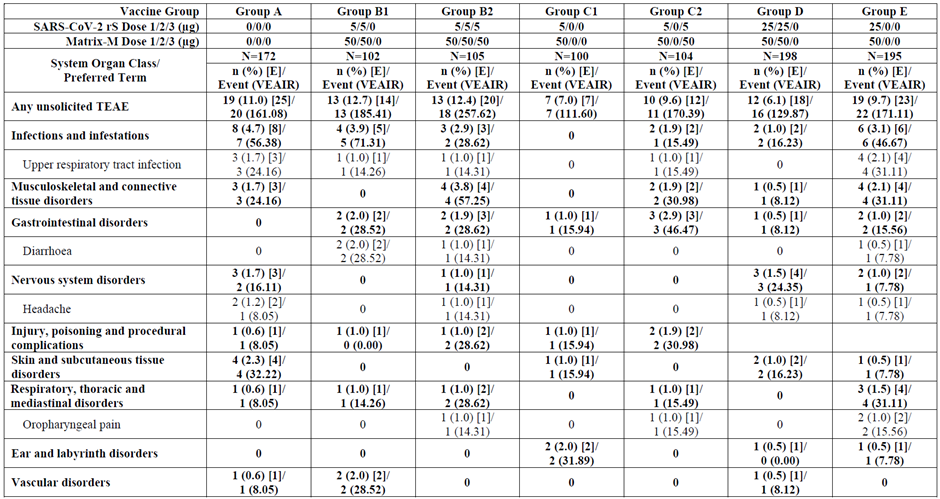 Vaccine Group Group A Group B1 Group B2 Group C1 Group C2 Group D Group E
SARS-CoV-2 rS Dose 1/2/3 (µg) 0/0/0 5/5/0 5/5/5 5/0/0 5/0/5 25/25/0 25/0/0
Matrix-M Dose 1/2/3 (µg) 0/0/0 50/50/0 50/50/50 50/0/0 50/0/50 50/50/0 50/0/0
System Organ Class/ N=172 N=102 N=105 N=100 N=104 N=198 N=195
Preferred Term n (%) [E]/ n (%) [E]/ n (%) [E]/ n (%) [E]/ n (%) [E]/ n (%) [E]/ n (%) [E]/
Event (VEAIR) Event (VEAIR) Event (VEAIR) Event (VEAIR) Event (VEAIR) Event (VEAIR) Event (VEAIR)
Any unsolicited TEAE 19 (11.0) [25]/ 13 (12.7) [14]/ 13 (12.4) [20]/ 7 (7.0) [7]/ 10 (9.6) [12]/ 12 (6.1) [18]/ 19 (9.7) [23]/
20 (161.08) 13 (185.41) 18 (257.62) 7 (111.60) 11 (170.39) 16 (129.87) 22 (171.11)
Infections and infestations 8 (4.7) [8]/ 4 (3.9) [5]/ 3 (2.9) [3]/ 0 2 (1.9) [2]/ 2 (1.0) [2]/ 6 (3.1) [6]/
7 (56.38) 5 (71.31) 2 (28.62) 1 (15.49) 2 (16.23) 6 (46.67)
Upper respiratory tract infection 3 (1.7) [3]/ 1 (1.0) [1]/ 1 (1.0) [1]/ 0 1 (1.0) [1]/ 0 4 (2.1) [4]/
3 (24.16) 1 (14.26) 1 (14.31) 1 (15.49) 4 (31.11)
Musculoskeletal and connective 3 (1.7) [3]/ 0 4 (3.8) [4]/ 0 2 (1.9) [2]/ 1 (0.5) [1]/ 4 (2.1) [4]/
tissue disorders 3 (24.16) 4 (57.25) 2 (30.98) 1 (8.12) 4 (31.11)
Gastrointestinal disorders 0 2 (2.0) [2]/ 2 (1.9) [3]/ 1 (1.0) [1]/ 3 (2.9) [3]/ 1 (0.5) [1]/ 2 (1.0) [2]/
2 (28.52) 2 (28.62) 1 (15.94) 3 (46.47) 1 (8.12) 2 (15.56)
Diarrhoea 0 2 (2.0) [2]/ 1 (1.0) [1]/ 0 0 0 1 (0.5) [1]/
2 (28.52) 1 (14.31) 1 (7.78)
Nervous system disorders 3 (1.7) [3]/ 0 1 (1.0) [1]/ 0 0 3 (1.5) [4]/ 2 (1.0) [2]/
2 (16.11) 1 (14.31) 3 (24.35) 1 (7.78)
Headache 2 (1.2) [2]/ 0 1 (1.0) [1]/ 0 0 1 (0.5) [1]/ 1 (0.5) [1]/
1 (8.05) 1 (14.31) 1 (8.12) 1 (7.78)
Injury, poisoning and procedural 1 (0.6) [1]/ 1 (1.0) [1]/ 1 (1.0) [2]/ 1 (1.0) [1]/ 2 (1.9) [2]/
complications 1 (8.05) 0 (0.00) 2 (28.62) 1 (15.94) 2 (30.98)
Skin and subcutaneous tissue 4 (2.3) [4]/ 0 0 1 (1.0) [1]/ 0 2 (1.0) [2]/ 1 (0.5) [1]/
disorders 4 (32.22) 1 (15.94) 2 (16.23) 1 (7.78)
Respiratory, thoracic and 1 (0.6) [1]/ 1 (1.0) [1]/ 1 (1.0) [2]/ 0 1 (1.0) [1]/ 0 3 (1.5) [4]/
mediastinal disorders 1 (8.05) 1 (14.26) 2 (28.62) 1 (15.49) 4 (31.11)
Oropharyngeal pain 0 0 1 (1.0) [1]/ 0 1 (1.0) [1]/ 0 2 (1.0) [2]/
1 (14.31) 1 (15.49) 2 (15.56)
Ear and labyrinth disorders 0 0 0 2 (2.0) [2]/ 0 1 (0.5) [1]/ 1 (0.5) [1]/
2 (31.89) 0 (0.00) 1 (7.78)
Vascular disorders 1 (0.6) [1]/ 2 (2.0) [2]/ 0 0 0 1 (0.5) [1]/ 0
1 (8.05) 2 (28.52) 1 (8.12)